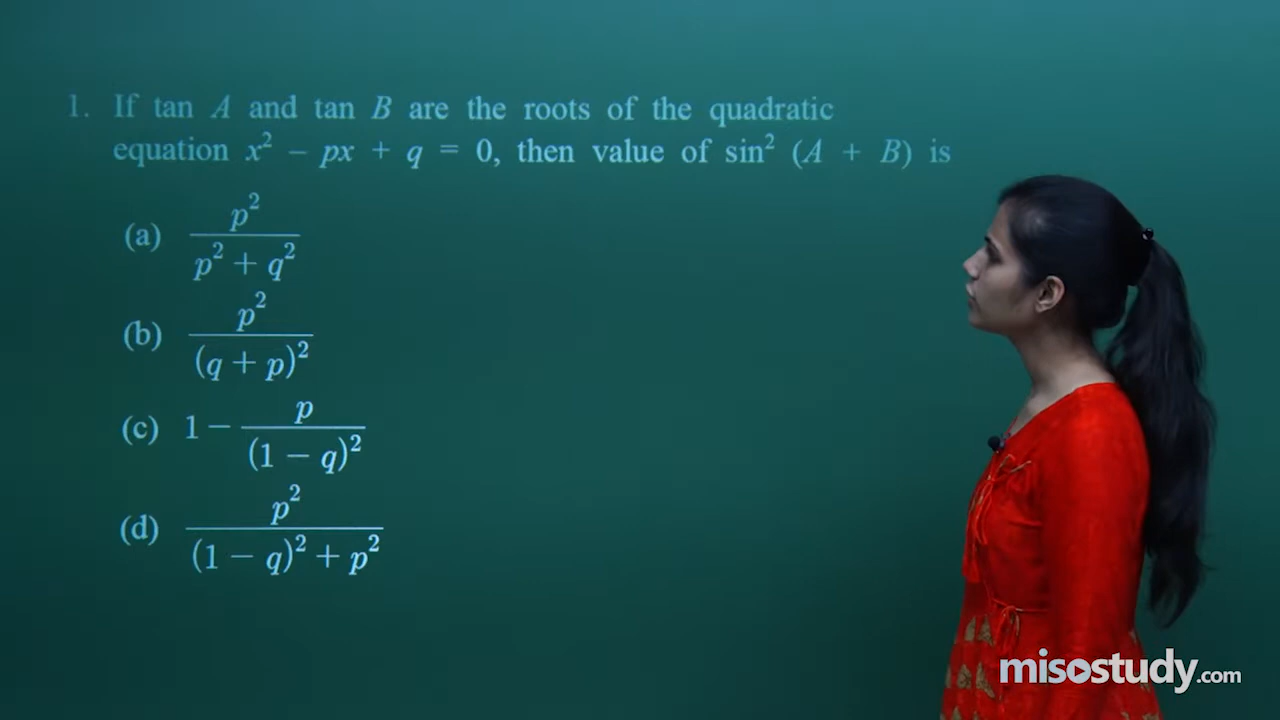 1. If tan A and tan B are the roots of the quadratic
equation x² − px + q = 0, then value of sin² (A + B) is
(a) p² / (p² + q²)
(b) p² / (q + p)²
(c) 1 − p / (1 − q)²
(d) p² / ((1 − q)² + p²)
misostudy.com